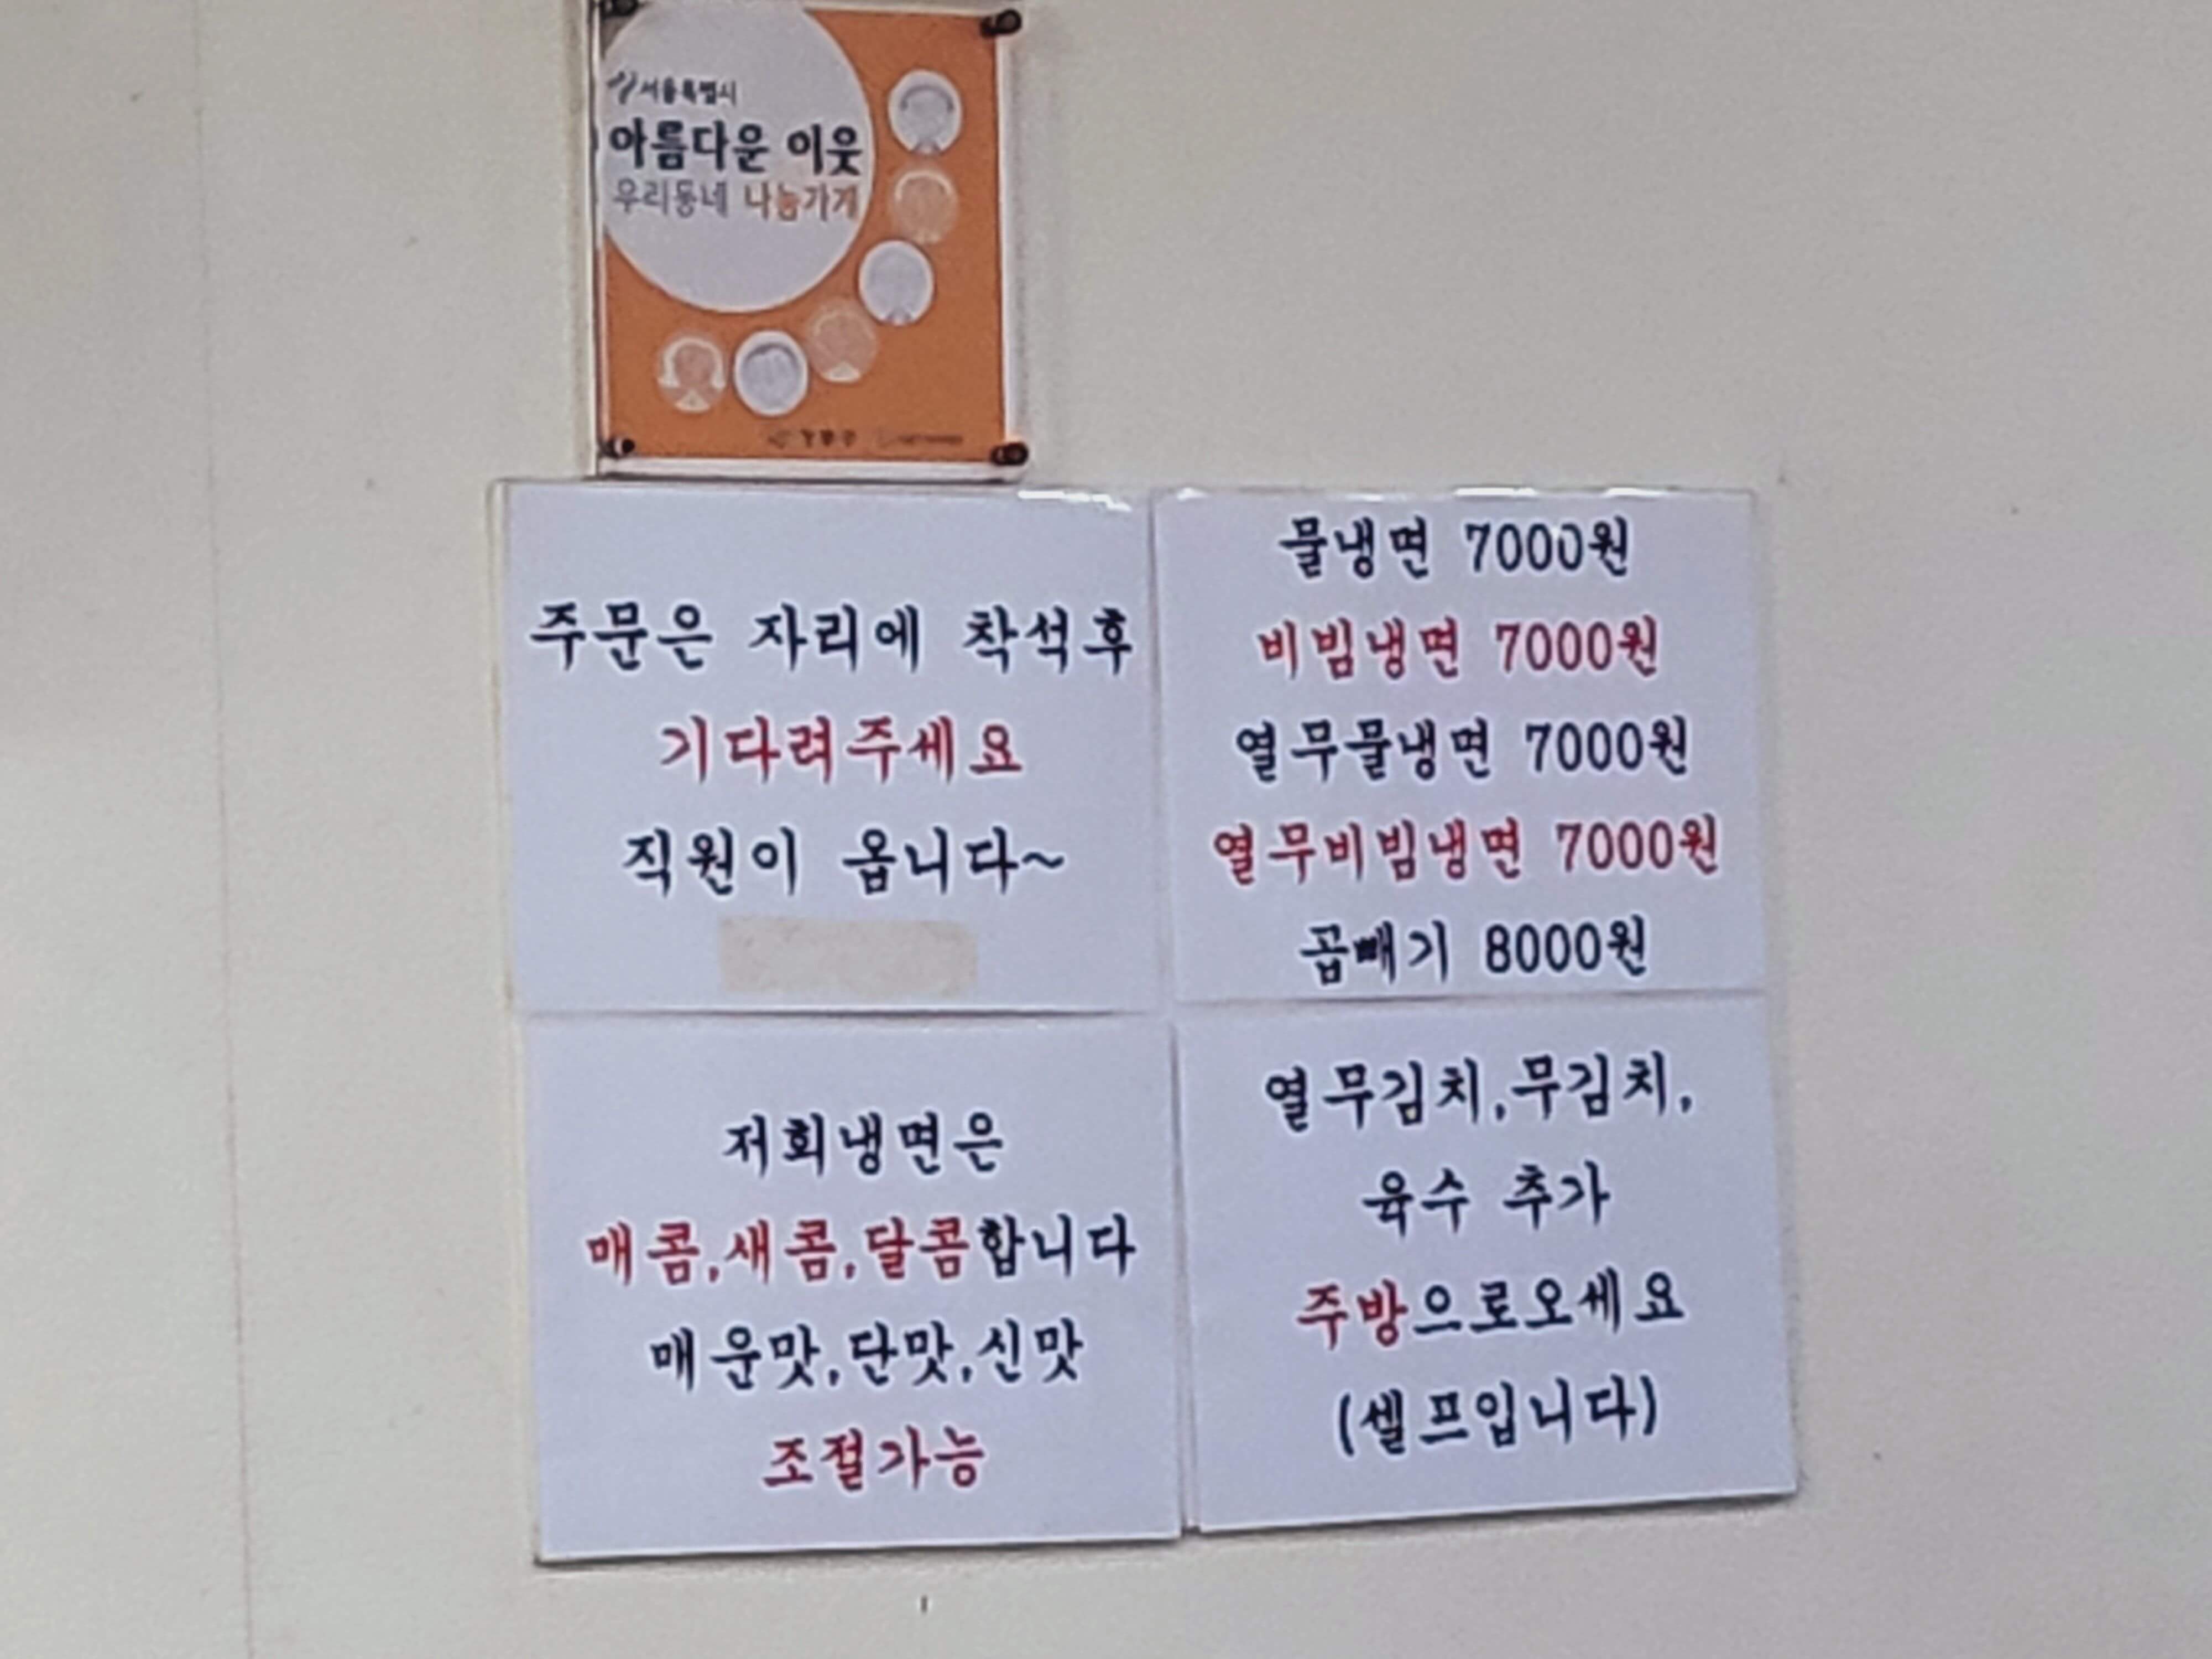 서울특별시
아름다운 이웃
우리동네 나눔가게
주문은 자리에 착석후
기다려주세요
직원이 옵니다~
물냉면 7000원
비빔냉면 7000원
열무물냉면 7000원
열무비빔냉면 7000원
곱빼기 8000원
저희냉면은
매콤,새콤,달콤합니다
매운맛,단맛,신맛
조절가능
열무김치,무김치,
육수 추가
주방으로오세요
(셀프입니다)